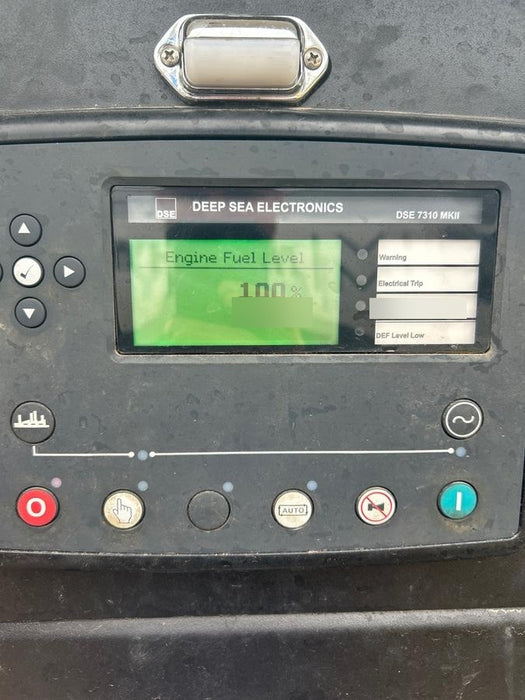 DSE
DEEP SEA ELECTRONICS
DSE 7310 MKII
Engine Fuel Level
100 %
Warning
Electrical Trip
DEF Level Low
O
AUTO
I